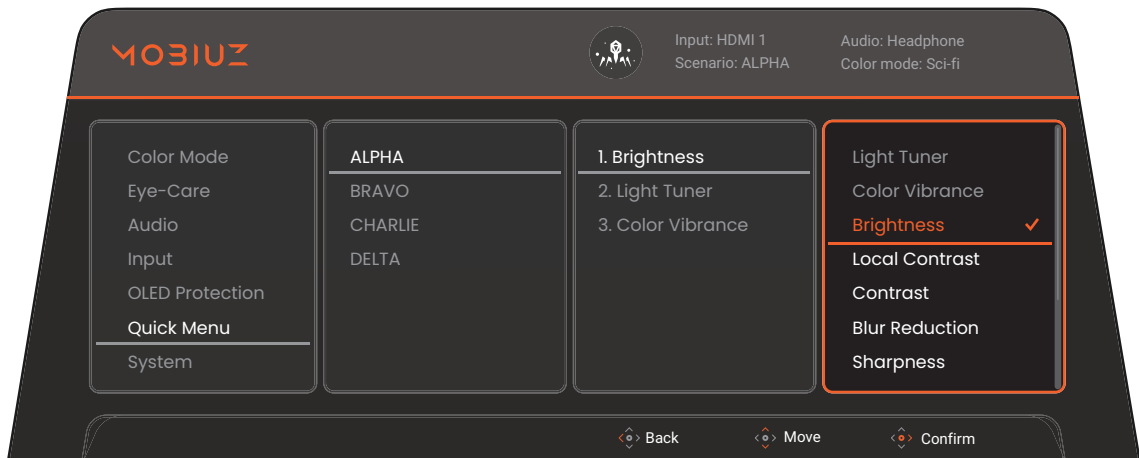 MOBIUZ
Input: HDMI 1
Scenario: ALPHA
Audio: Headphone
Color mode: Sci-fi
Color Mode
Eye-Care
Audio
Input
OLED Protection
Quick Menu
System
ALPHA
BRAVO
CHARLIE
DELTA
1. Brightness
2. Light Tuner
3. Color Vibrance
Light Tuner
Color Vibrance
Brightness
Local Contrast
Contrast
Blur Reduction
Sharpness
Back
Move
Confirm